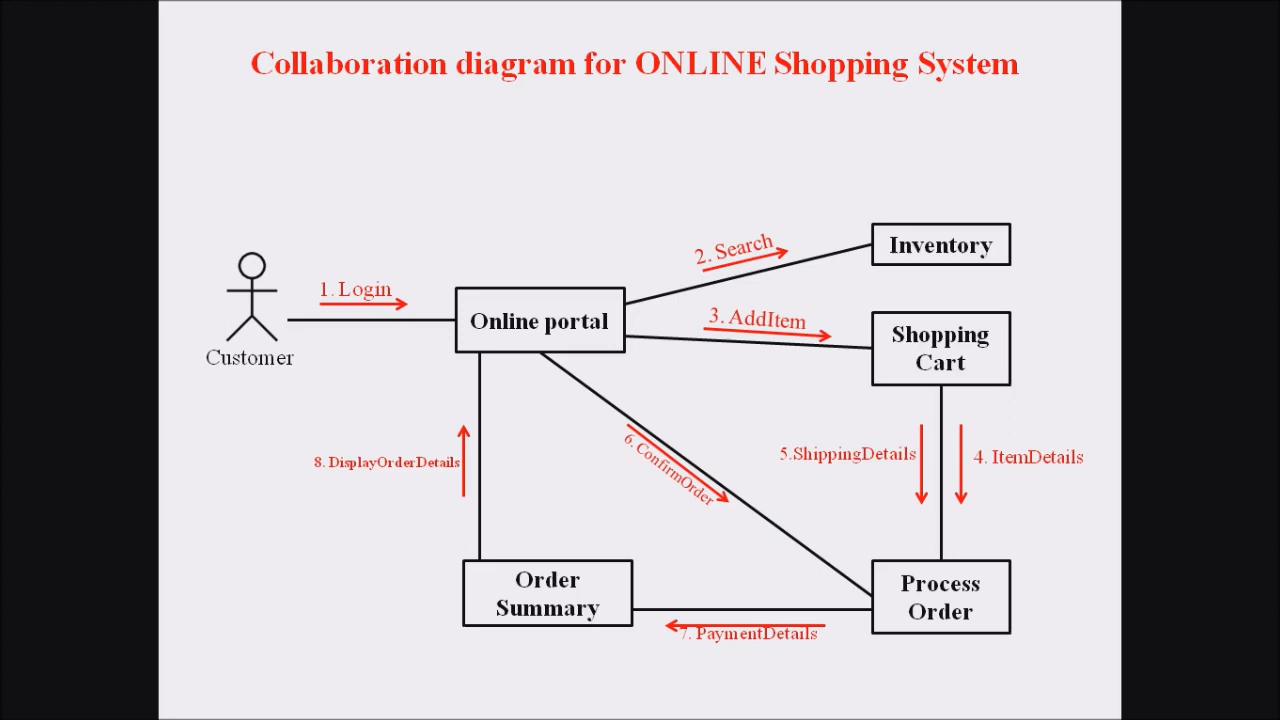 Collaboration diagram for ONLINE Shopping System
Inventory
2. Search
1. Login
Online portal
3. AddItem
Shopping
Cart
Customer
8. DisplayOrderDetails
6. ConfirmOrder
5.ShippingDetails
4. ItemDetails
Order
Summary
Process
Order
7. PaymentDetails